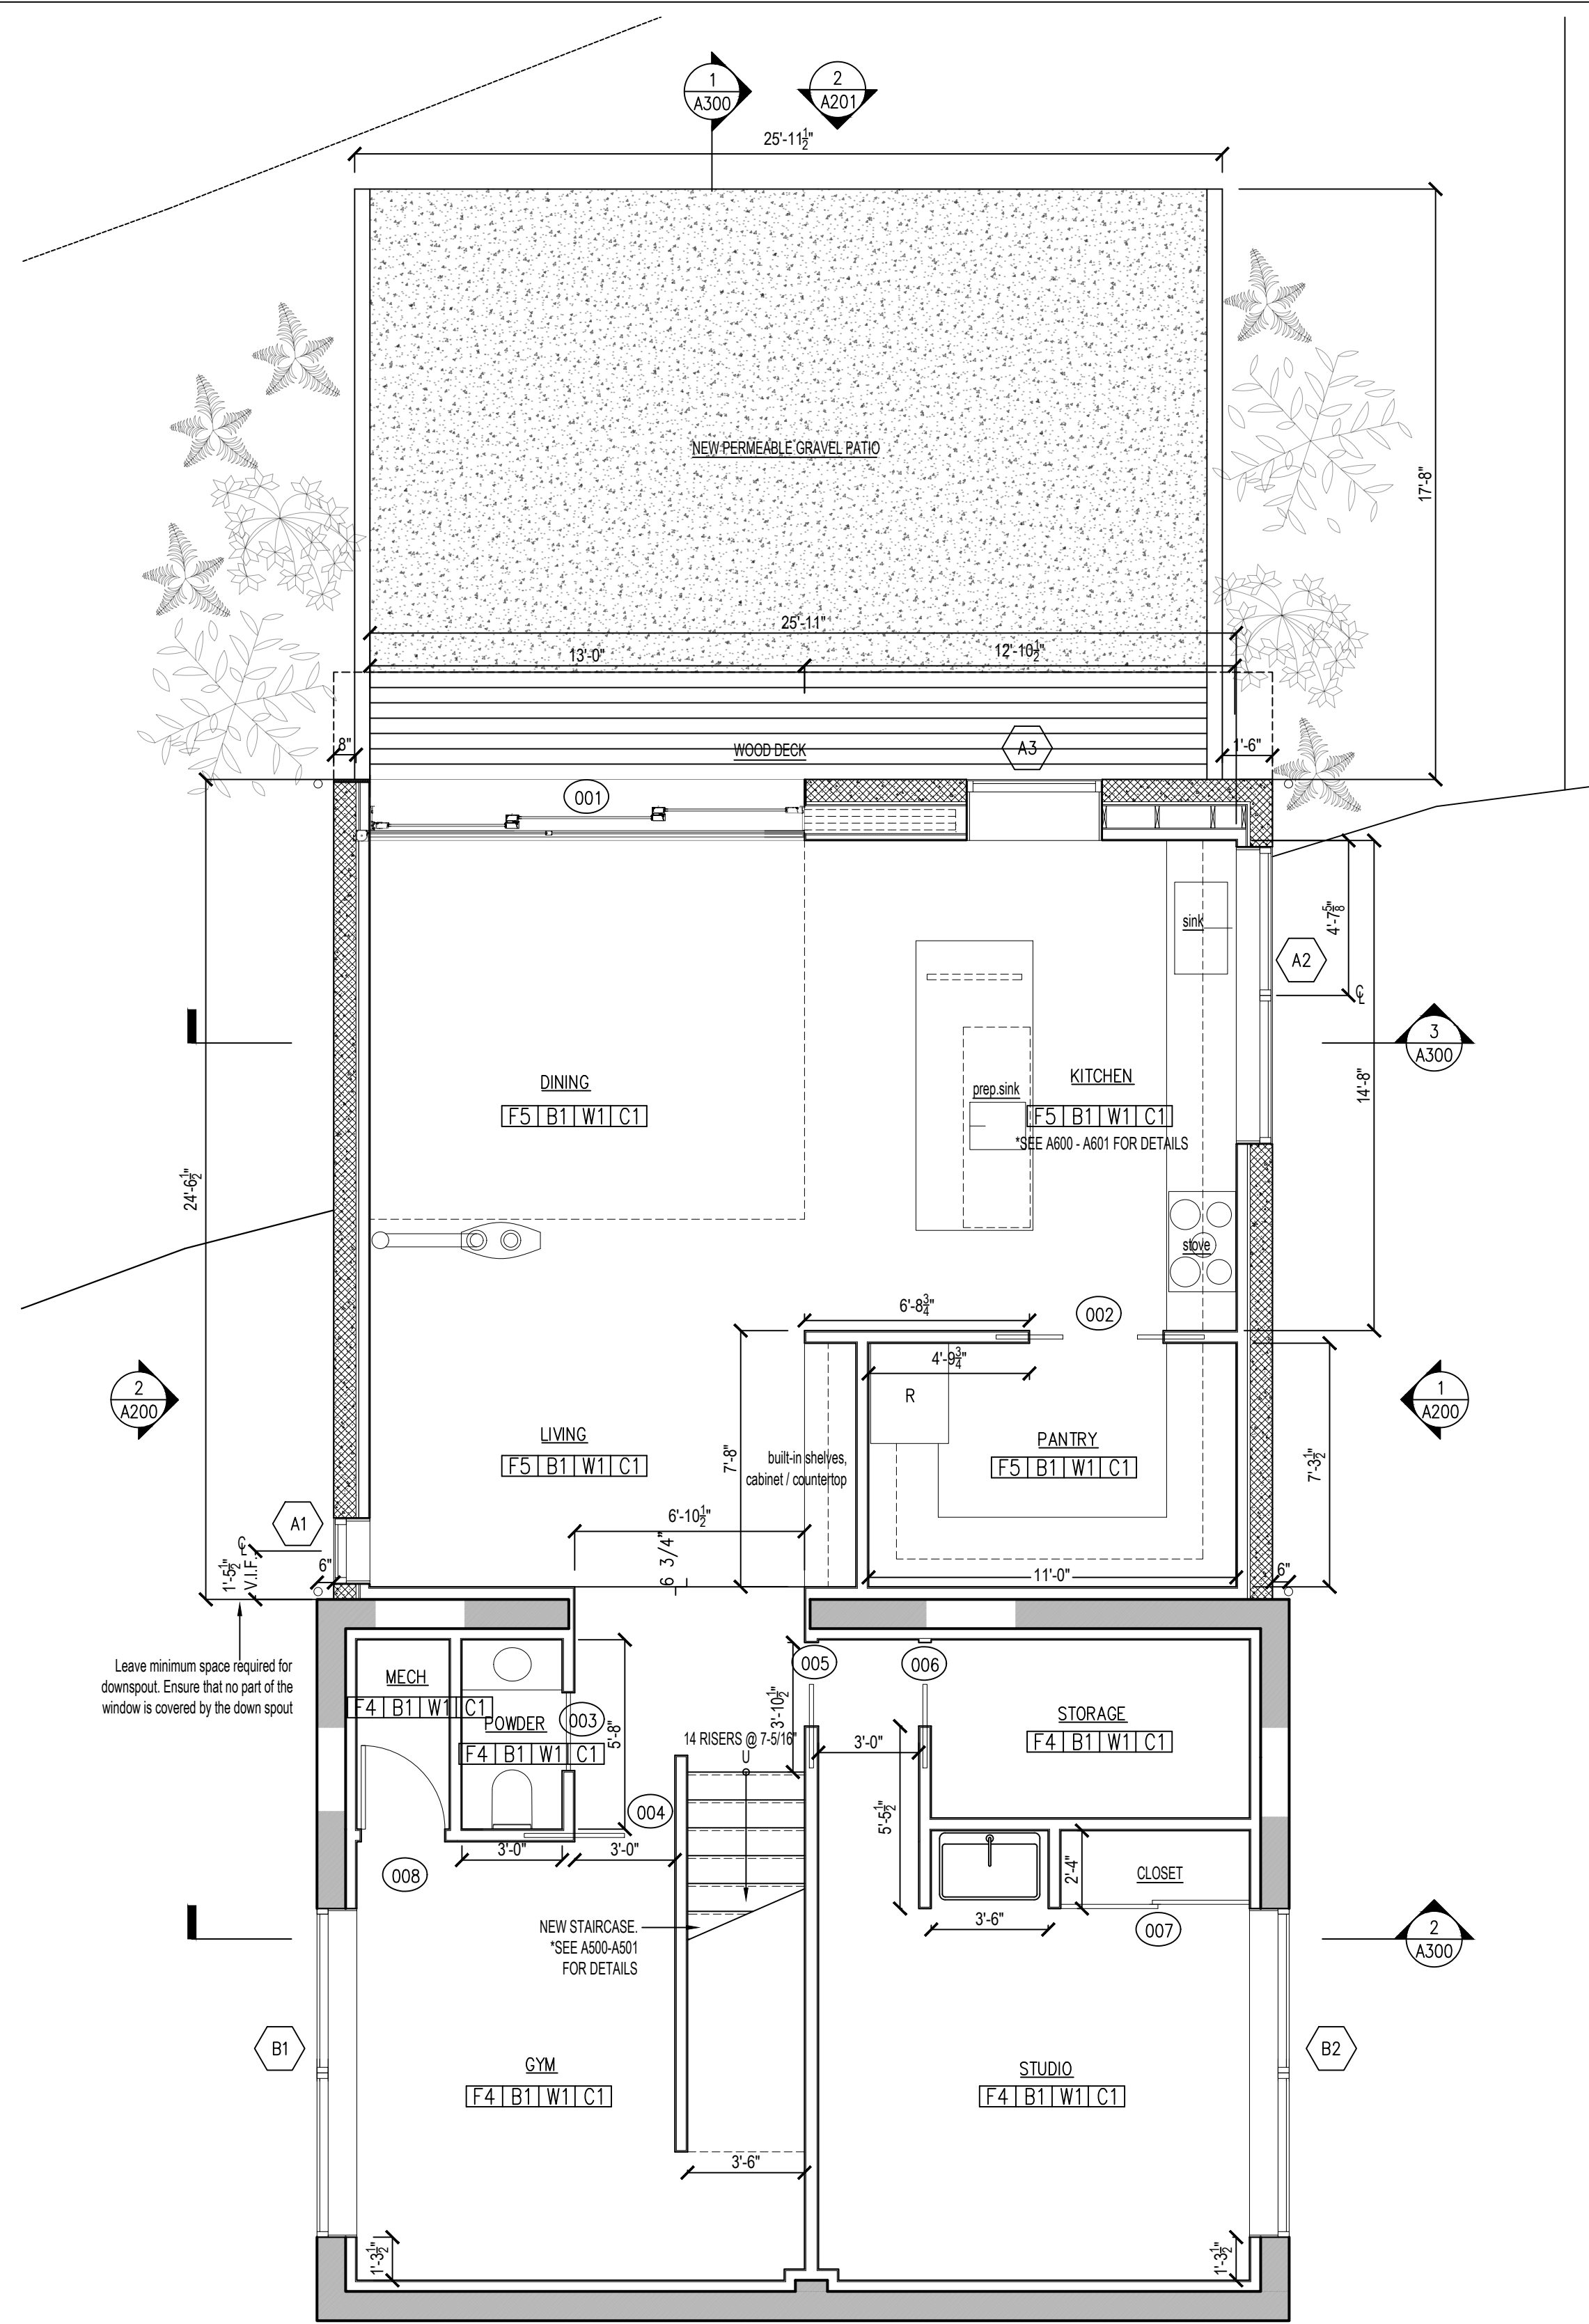 1
A300
2
A201
25'-11½"
NEW PERMEABLE GRAVEL PATIO
17'-8"
25'-11"
13'-0"
12'-10½"
8"
WOOD DECK
A3
1'-6"
001
sink
4'-7⅝"
A2
℄
3
A300
DINING
F5 B1 W1 C1
prep.sink
KITCHEN
F5 B1 W1 C1
*SEE A600 - A601 FOR DETAILS
14'-8"
24'-6½"
stove
6'-8¾"
002
4'-9¾"
R
2
A200
1
A200
LIVING
F5 B1 W1 C1
7'-8"
built-in shelves,
cabinet / countertop
PANTRY
F5 B1 W1 C1
7'-3½"
A1
6'-10½"
6 3/4"
℄
1'-5½"
V.I.F.
6"
11'-0"
6"
Leave minimum space required for
downspout. Ensure that no part of the
window is covered by the down spout
MECH
F4 B1 W1 C1
POWDER
F4 B1 W1 C1
003
5'-8"
005
006
3'-10½"
14 RISERS @ 7-5/16"
U
3'-0"
STORAGE
F4 B1 W1 C1
004
5'-5½"
3'-0"
3'-0"
008
2'-4"
CLOSET
3'-6"
007
NEW STAIRCASE.
*SEE A500-A501
FOR DETAILS
2
A300
B1
GYM
F4 B1 W1 C1
STUDIO
F4 B1 W1 C1
B2
3'-6"
1'-3½"
1'-3½"